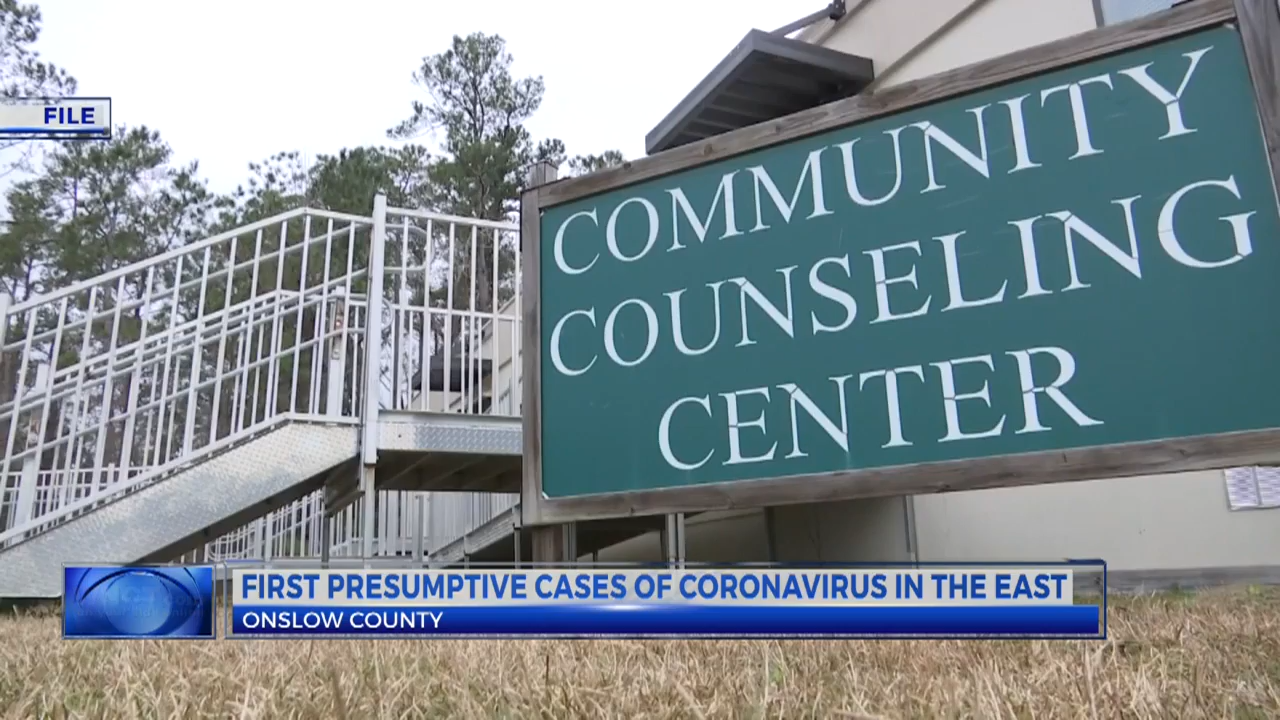 FILE
COMMUNITY
COUNSELING
CENTER
FIRST PRESUMPTIVE CASES OF CORONAVIRUS IN THE EAST
ONSLOW COUNTY